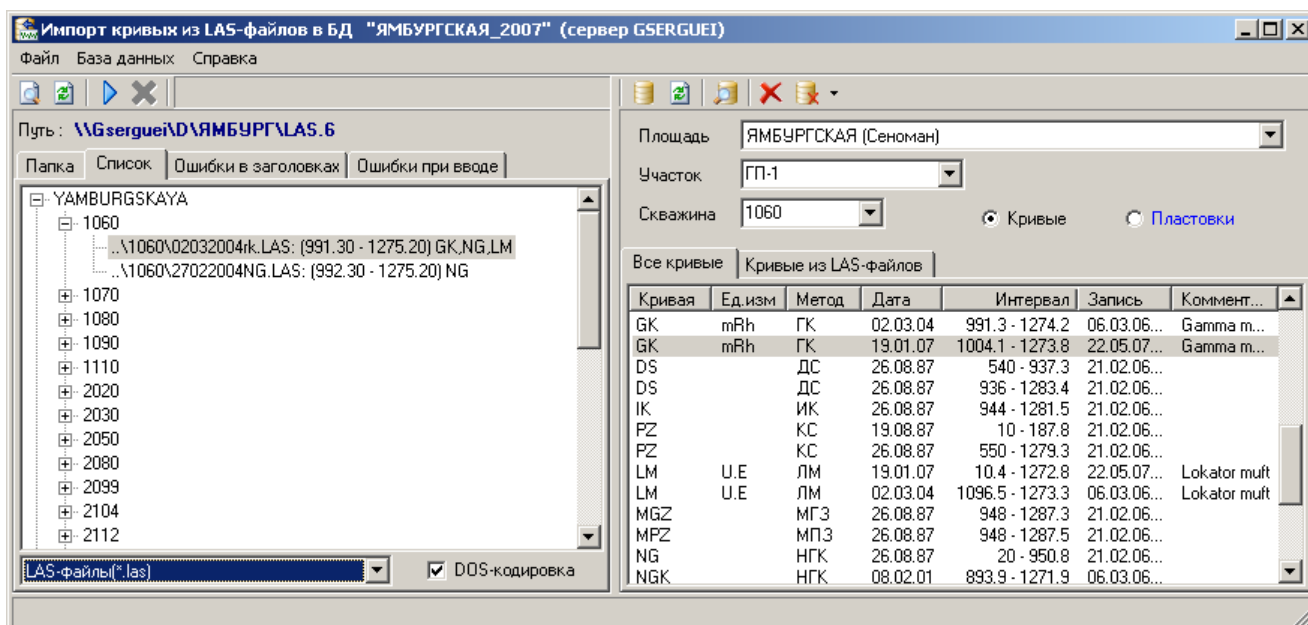 Импорт кривых из LAS-файлов в БД "ЯМБУРГСКАЯ_2007" (сервер GSERGUEI)
Файл База данных Справка
Путь: \\Gserguei\D\ЯМБУРГ\LAS.6
Папка Список Ошибки в заголовках Ошибки при вводе
YAMBURGSKAYA
1060
..\1060\02032004rk.LAS: (991.30 - 1275.20) GK,NG,LM
..\1060\27022004NG.LAS: (992.30 - 1275.20) NG
1070
1080
1090
1110
2020
2030
2050
2080
2099
2104
2112
LAS-файлы(*.las) DOS-кодировка
Площадь ЯМБУРГСКАЯ (Сеноман)
Участок ГП-1
Скважина 1060 Кривые Пластовки
Все кривые Кривые из LAS-файлов
Кривая Ед.изм Метод Дата Интервал Запись Коммент...
GK mRh ГК 02.03.04 991.3 - 1274.2 06.03.06... Gamma m...
GK mRh ГК 19.01.07 1004.1 - 1273.8 22.05.07... Gamma m...
DS ДС 26.08.87 540 - 937.3 21.02.06...
DS ДС 26.08.87 936 - 1283.4 21.02.06...
IK ИК 26.08.87 944 - 1281.5 21.02.06...
PZ КС 19.08.87 10 - 187.8 21.02.06...
PZ КС 26.08.87 550 - 1279.3 21.02.06...
LM U.E ЛМ 19.01.07 10.4 - 1272.8 22.05.07... Lokator muft
LM U.E ЛМ 02.03.04 1096.5 - 1273.3 06.03.06... Lokator muft
MGZ МГЗ 26.08.87 948 - 1287.3 21.02.06...
MPZ МПЗ 26.08.87 948 - 1287.5 21.02.06...
NG НГК 26.08.87 20 - 950.8 21.02.06...
NGK НГК 08.02.01 893.9 - 1271.9 06.03.06...